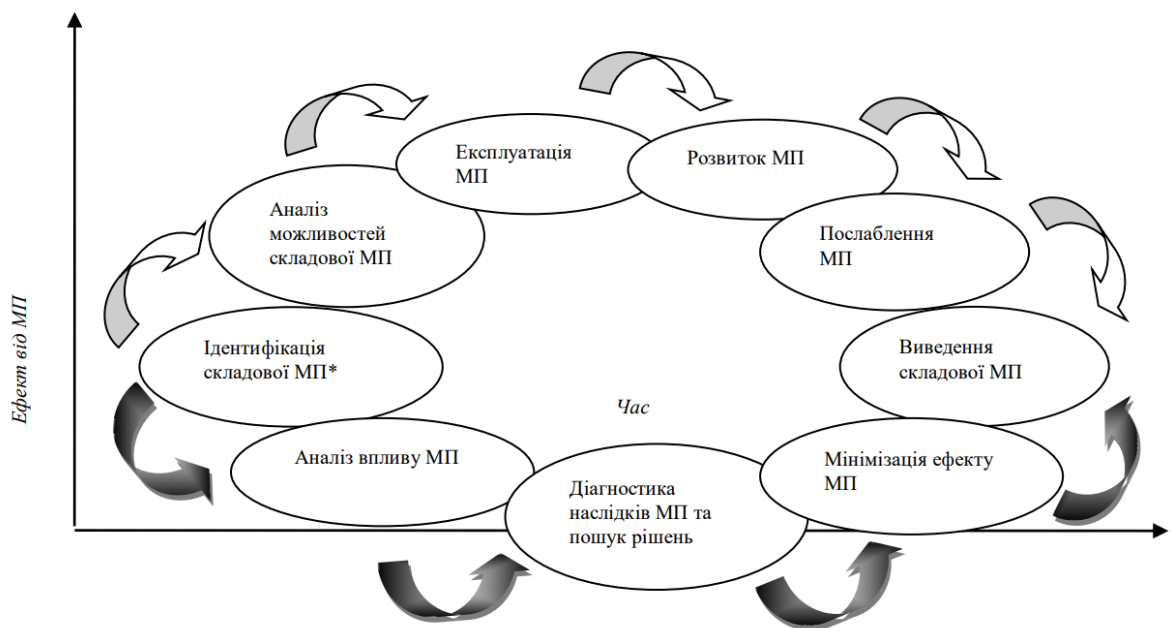 Експлуатація
МП
Розвиток МП
Аналіз
можливостей
складової МП
Послаблення
МП
Ідентифікація
складової МП*
Виведення
складової МП
Ефект від МП
Час
Аналіз впливу МП
Мінімізація ефекту
МП
Діагностика
наслідків МП та
пошук рішень